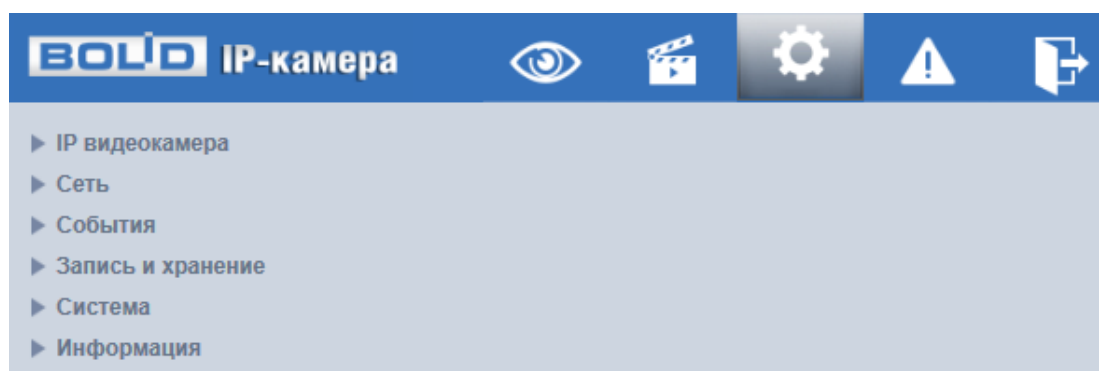 BOLID IP-камера
IP видеокамера
Сеть
События
Запись и хранение
Система
Информация